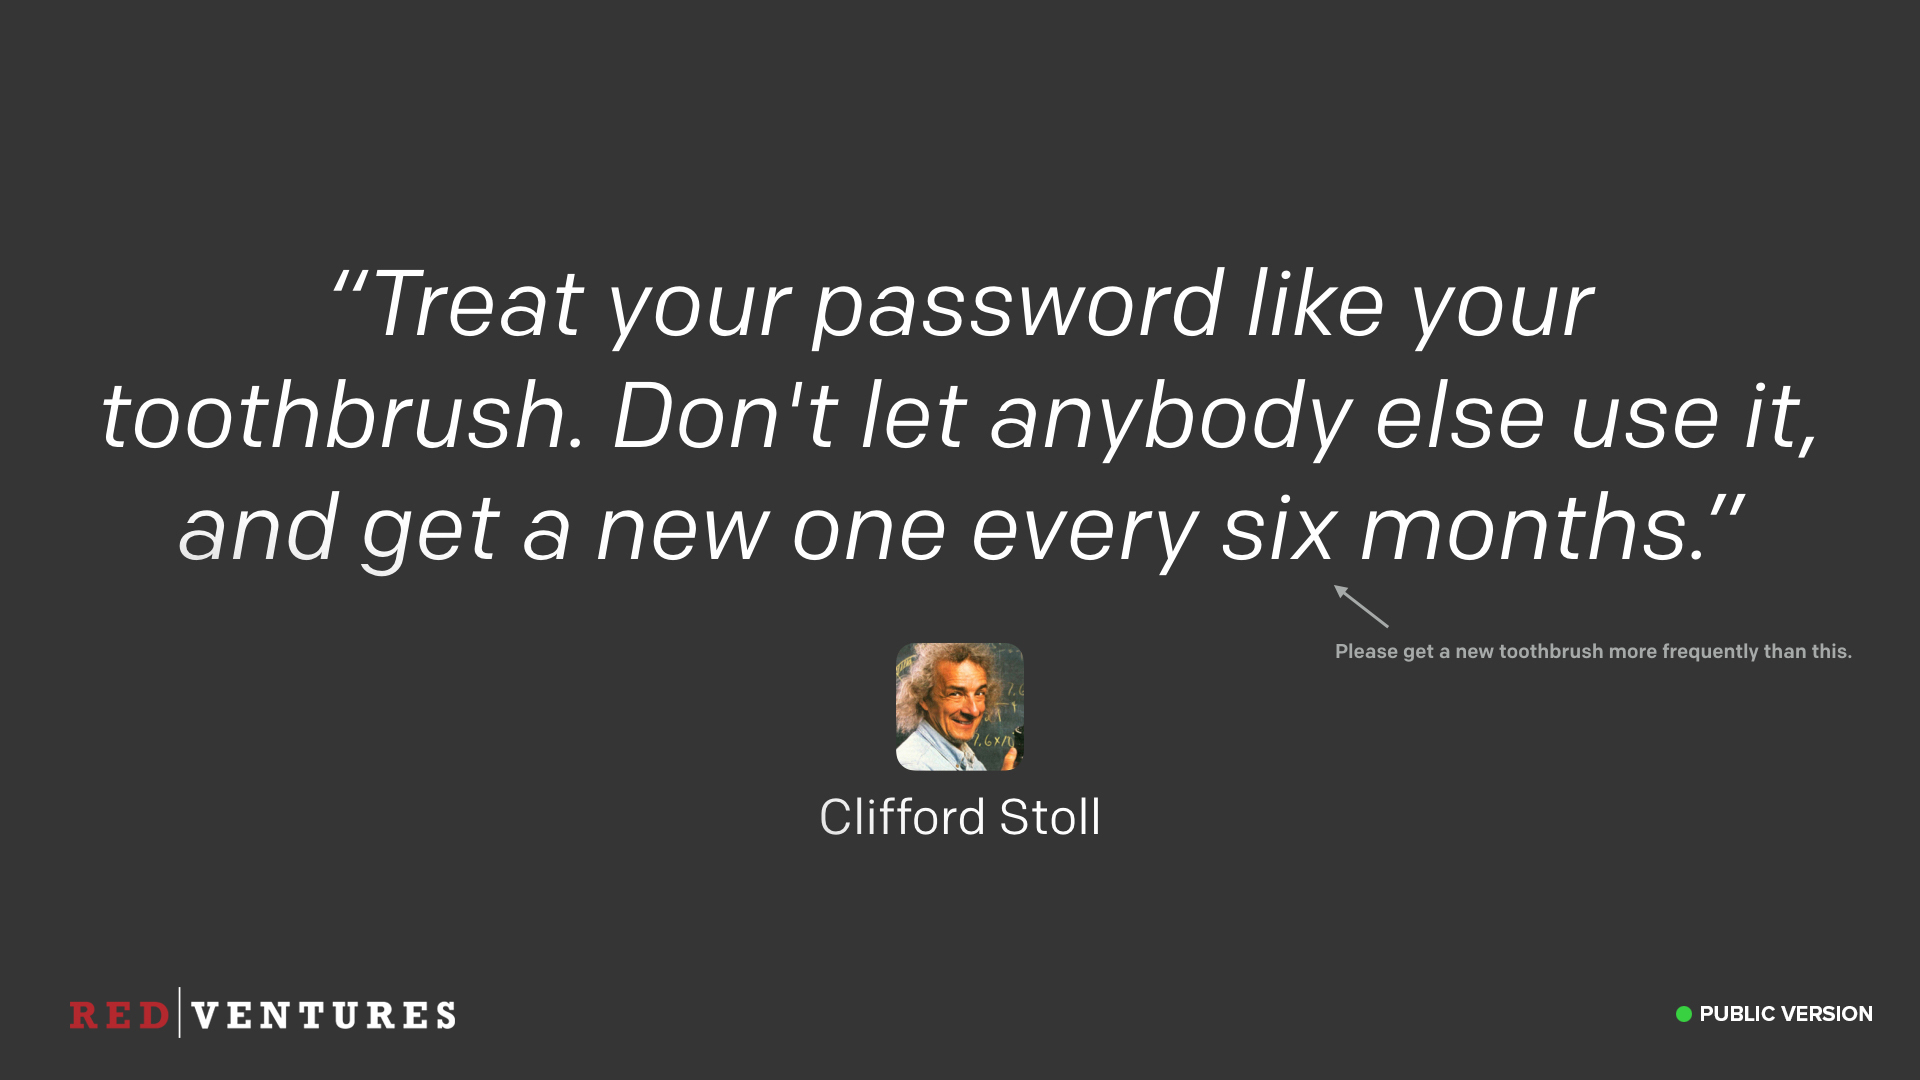 “Treat your password like your
toothbrush. Don't let anybody else use it,
and get a new one every six months.”
Please get a new toothbrush more frequently than this.
Clifford Stoll
RED VENTURES
PUBLIC VERSION